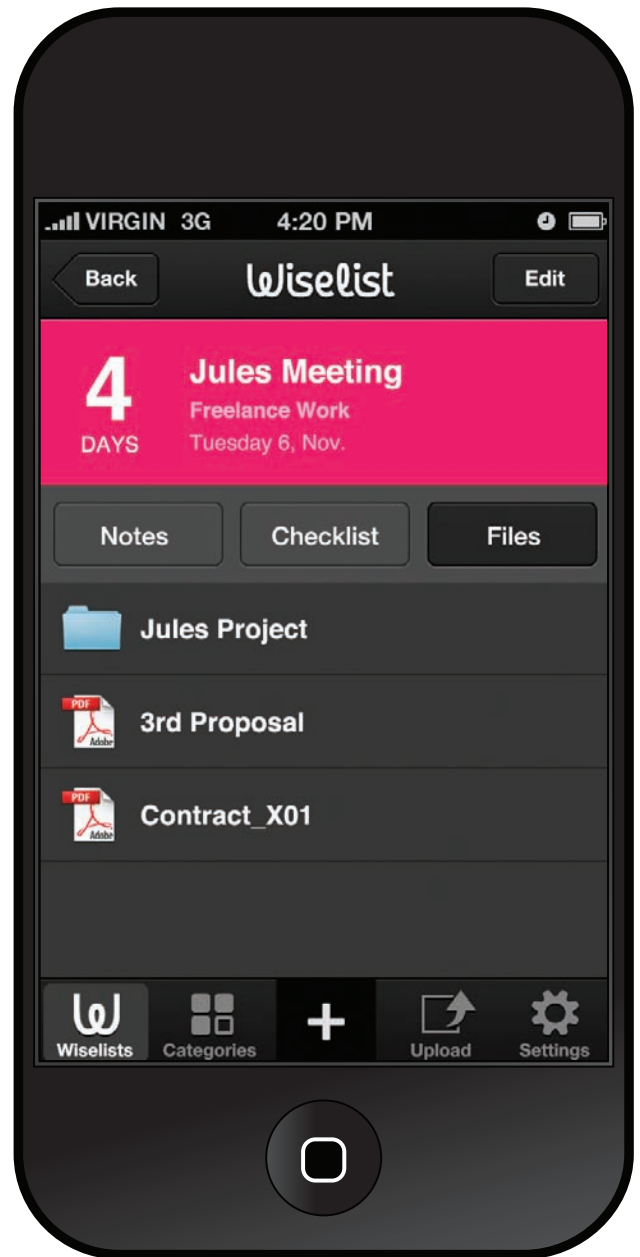 VIRGIN 3G 4:20 PM
Back Wiselist Edit
4 DAYS
Jules Meeting
Freelance Work
Tuesday 6, Nov.
Notes Checklist Files
Jules Project
PDF Adobe 3rd Proposal
PDF Adobe Contract_X01
Wiselists Categories + Upload Settings